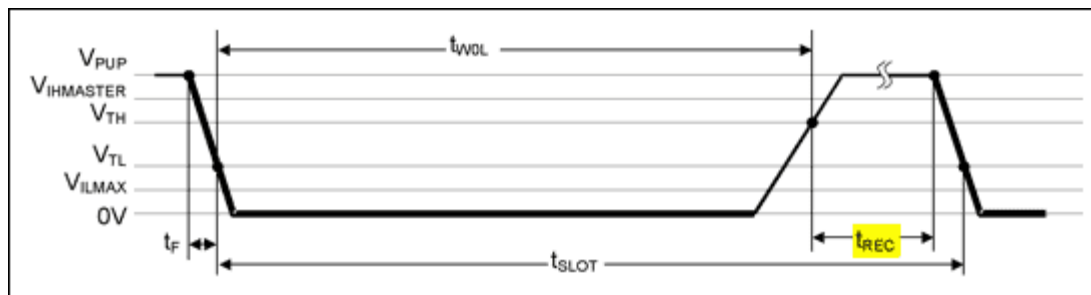 tW0L
VPUP
VIHMASTER
VTH
VTL
VILMAX
0V
tF
tREC
tSLOT